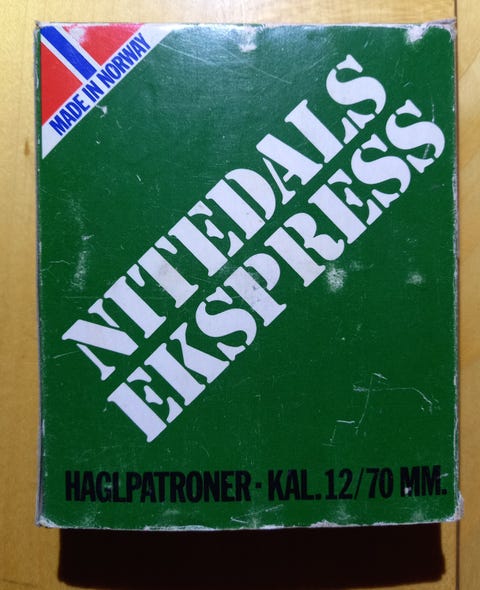 MADE IN NORWAY
NITEDALS
EKSPRESS
HAGLPATRONER · KAL. 12/70 MM.